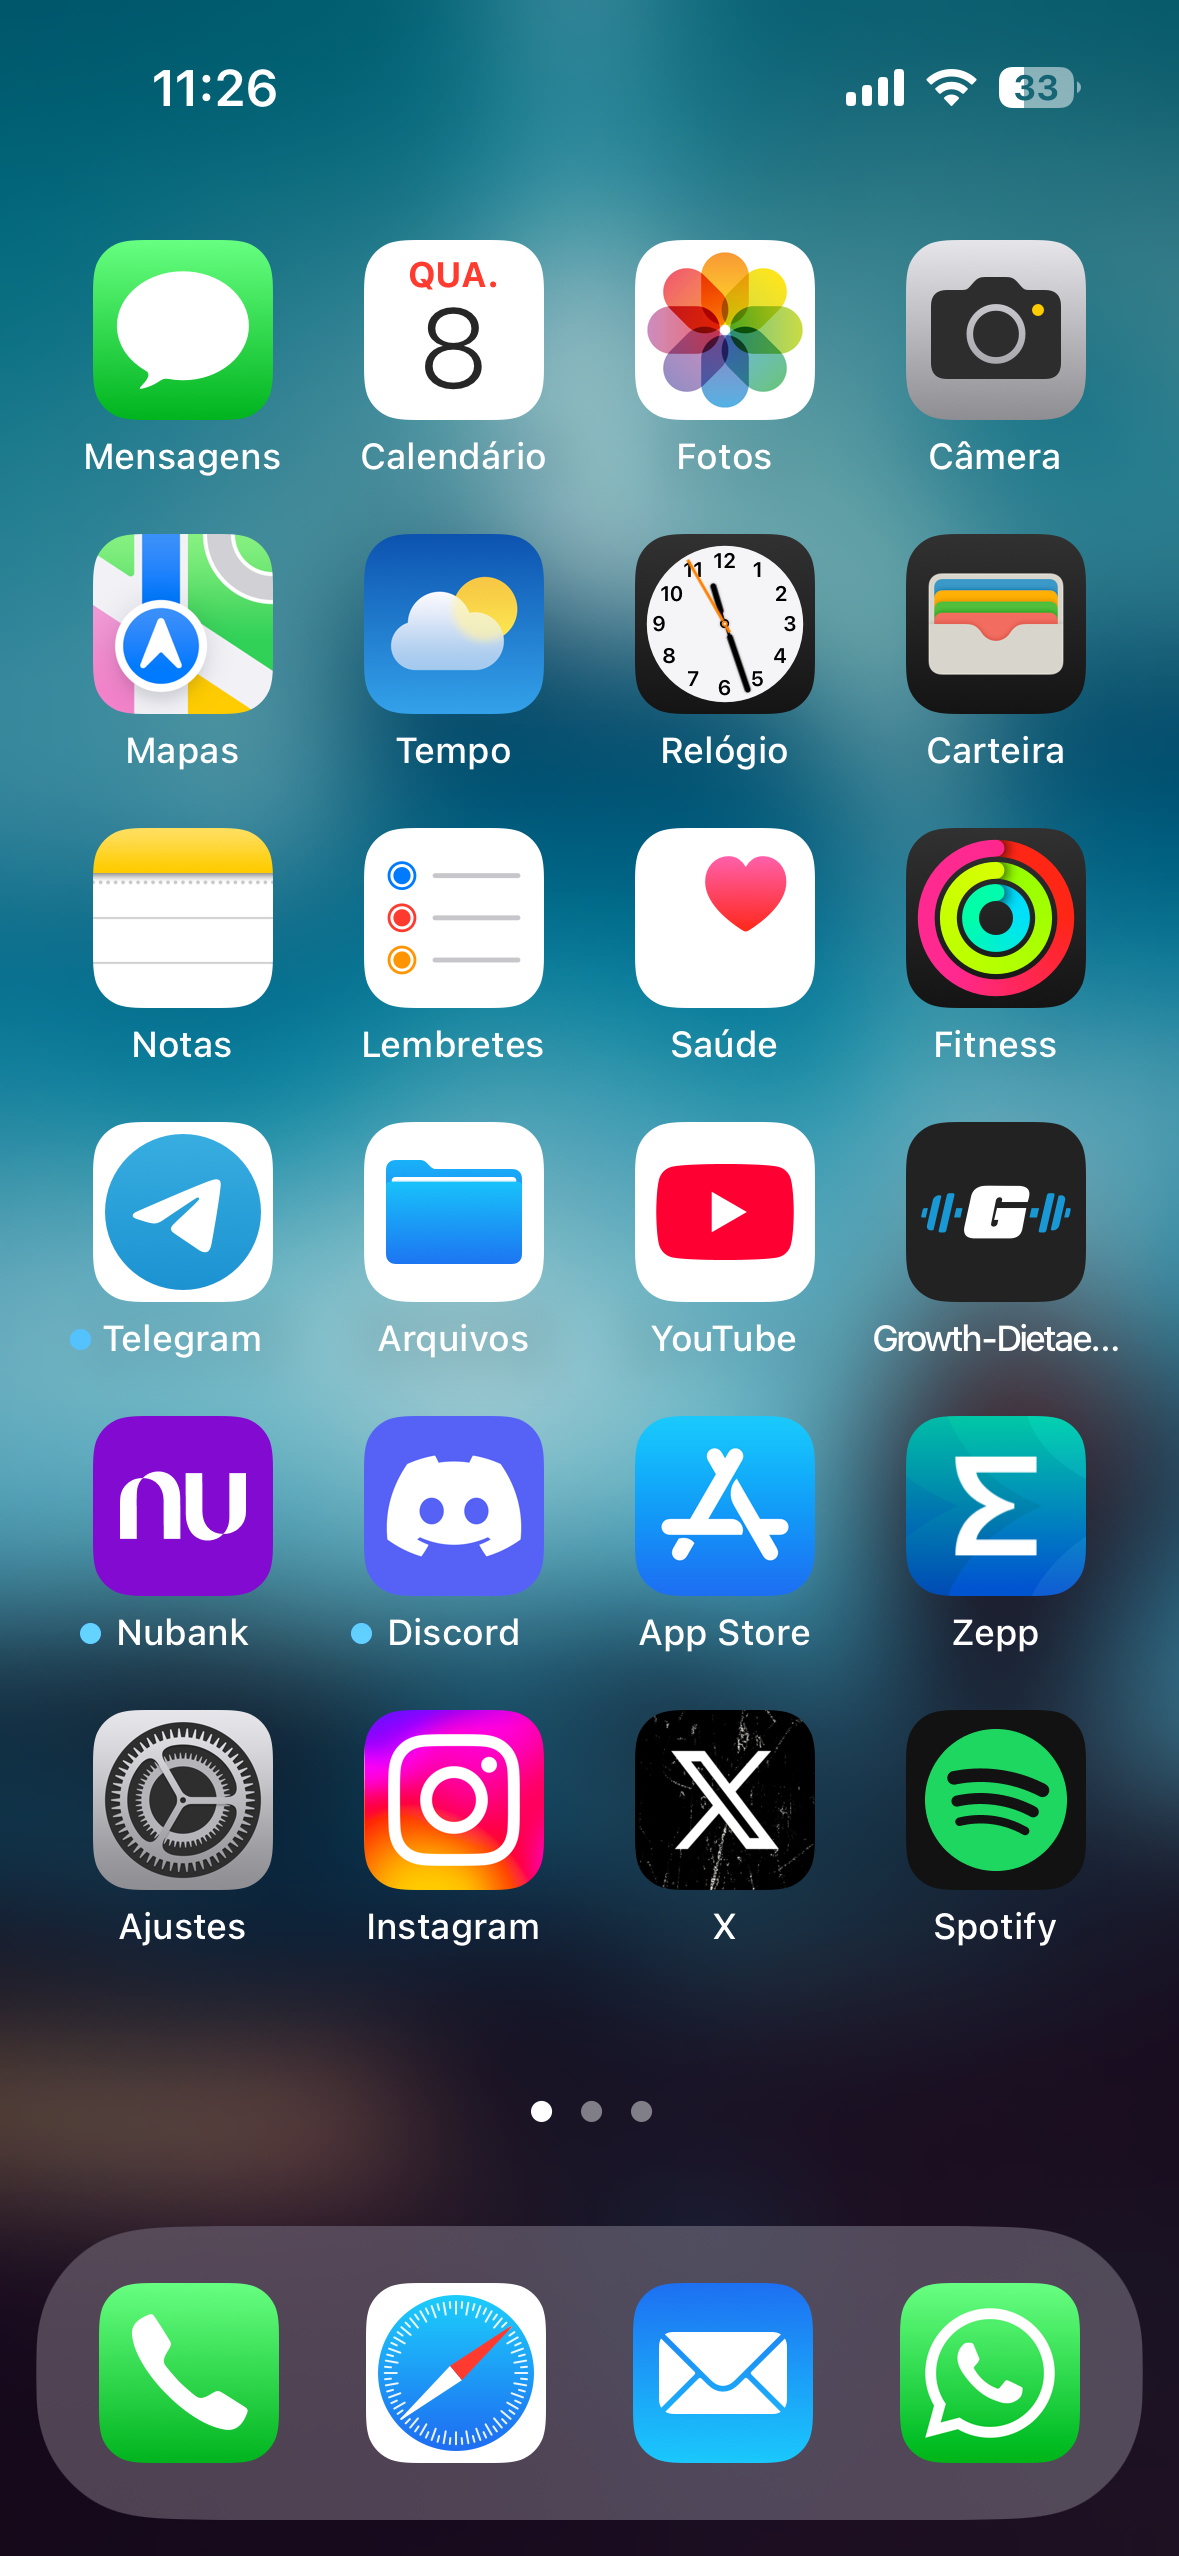 11:26
33
QUA.
8
Mensagens
Calendário
Fotos
Câmera
11 12 1
10 2
9 3
8 4
7 6 5
Mapas
Tempo
Relógio
Carteira
Notas
Lembretes
Saúde
Fitness
G
Telegram
Arquivos
YouTube
Growth-Dietae...
nu
Nubank
Discord
App Store
Zepp
X
Ajustes
Instagram
X
Spotify